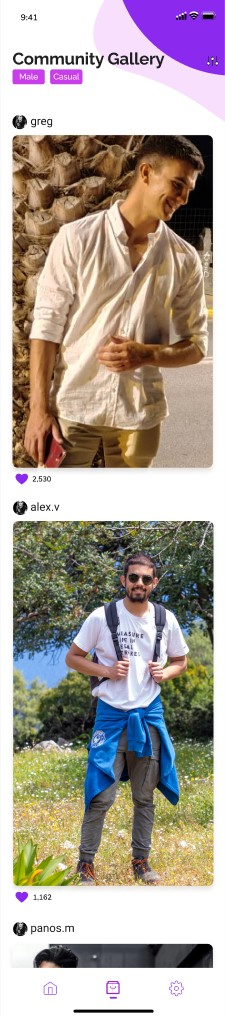 9:41
Community Gallery
Male Casual
greg
2,530
alex.v
1,162
panos.m